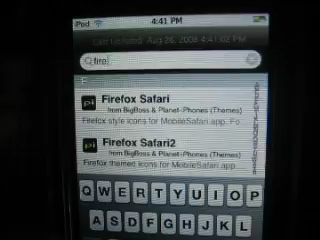 iPod 4:41 PM
Last Updated: Aug 26, 2008 4:41:02 PM
fire
F
Firefox Safari
from BigBoss & Planet-iPhones (Themes)
Firefox style icons for MobileSafari app. Fo
Firefox Safari2
from BigBoss & Planet-iPhones (Themes)
Firefox themed icons for MobileSafari app
Q W E R T Y U I O P
A S D F G H J K L